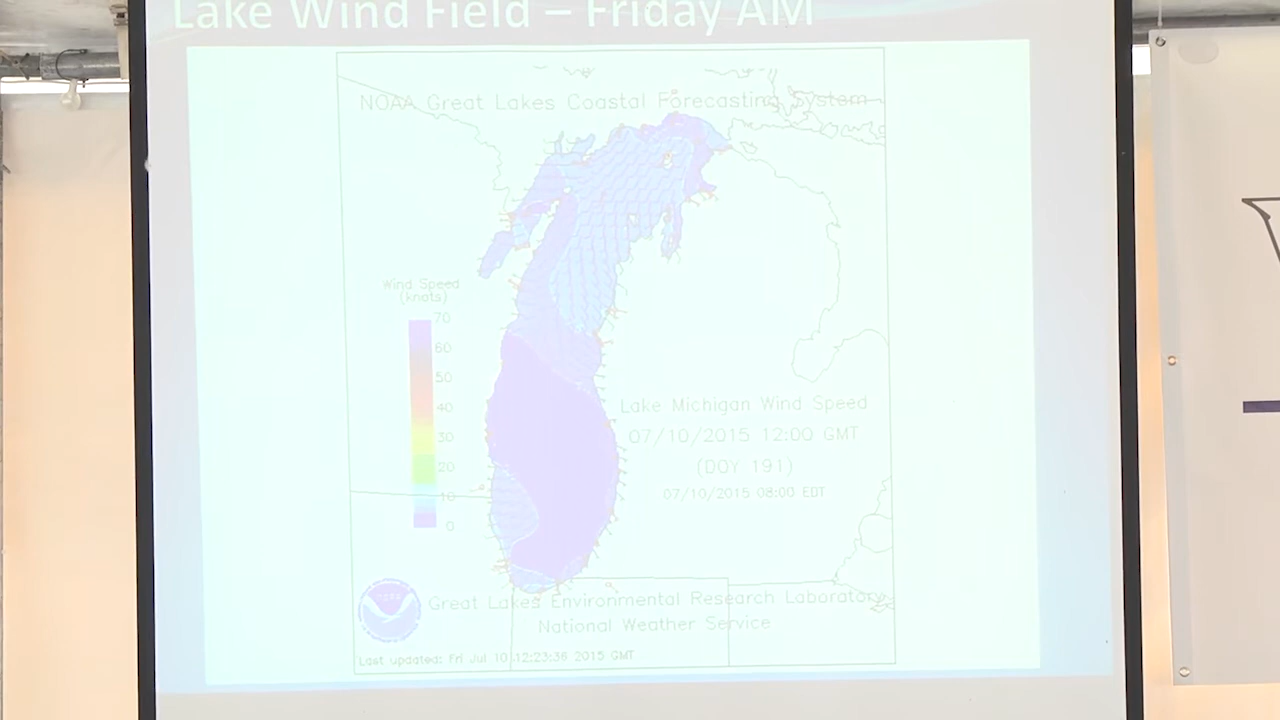 Lake Wind Field – Friday AM
NOAA Great Lakes Coastal Forecasting System
Wind Speed
(knots)
70
60
50
40
30
20
10
0
Lake Michigan Wind Speed
07/10/2015 12:00 GMT
(DOY 191)
07/10/2015 08:00 EDT
Great Lakes Environmental Research Laboratory
National Weather Service
Last updated: Fri Jul 10 12:23:36 2015 GMT